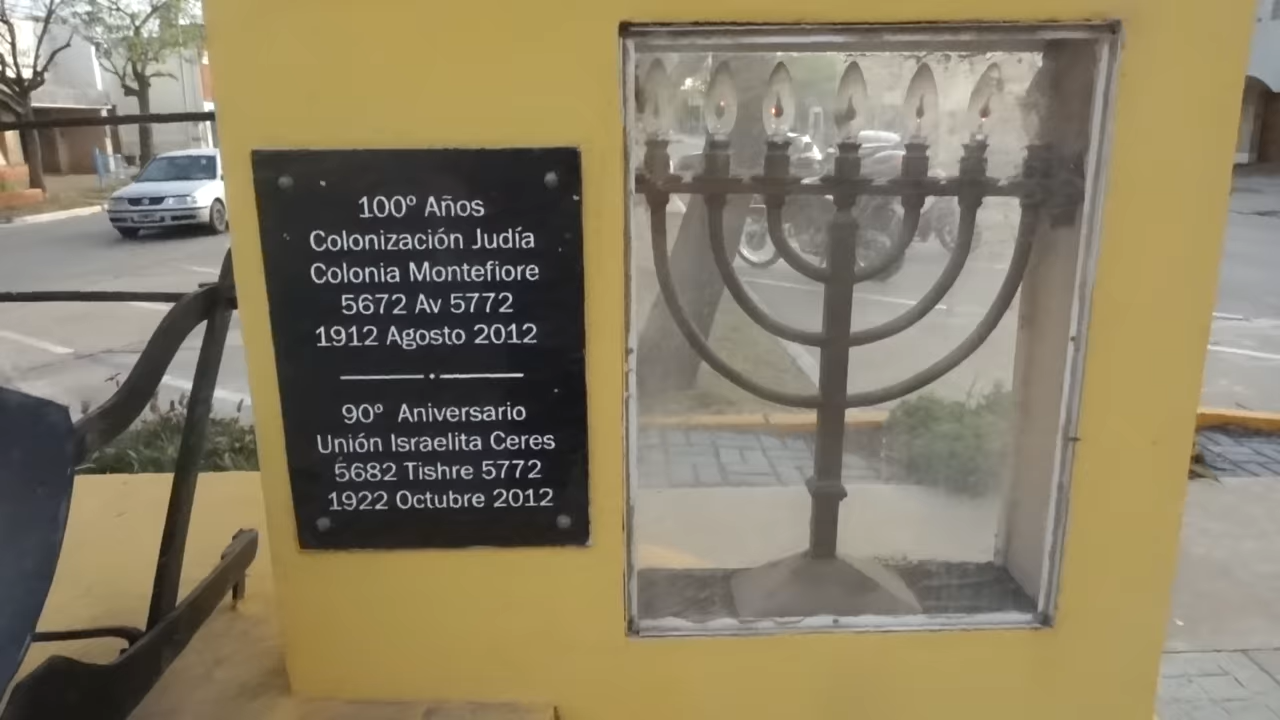 100º Años
Colonización Judía
Colonia Montefiore
5672 Av 5772
1912 Agosto 2012
90º Aniversario
Unión Israelita Ceres
5682 Tishre 5772
1922 Octubre 2012